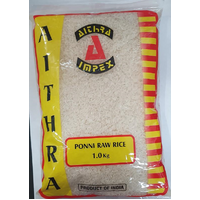 AITHRA
AITHRA
A
IMPEX
PONNI RAW RICE
1.0 Kg
PRODUCT OF INDIA